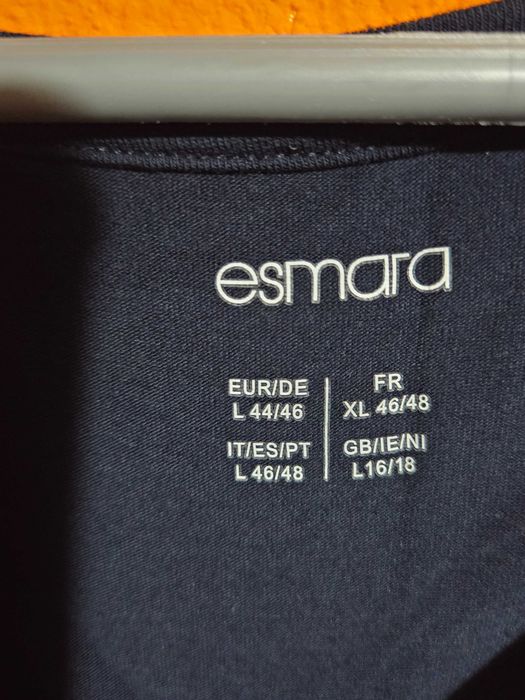 esmara
EUR/DE
L 44/46
IT/ES/PT
L 46/48
FR
XL 46/48
GB/IE/NI
L16/18